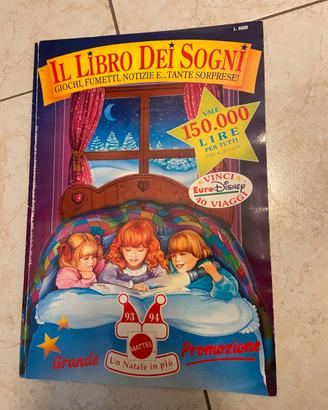 L. 6000
IL LIBRO DEI SOGNI
GIOCHI, FUMETTI, NOTIZIE E...TANTE SORPRESE!
VALE
150.000
LIRE
PER TUTTI
VINCI
EuroDISNEY
40 VIAGGI
93 94
MATTEL
Un Natale in più
Grande Promozione